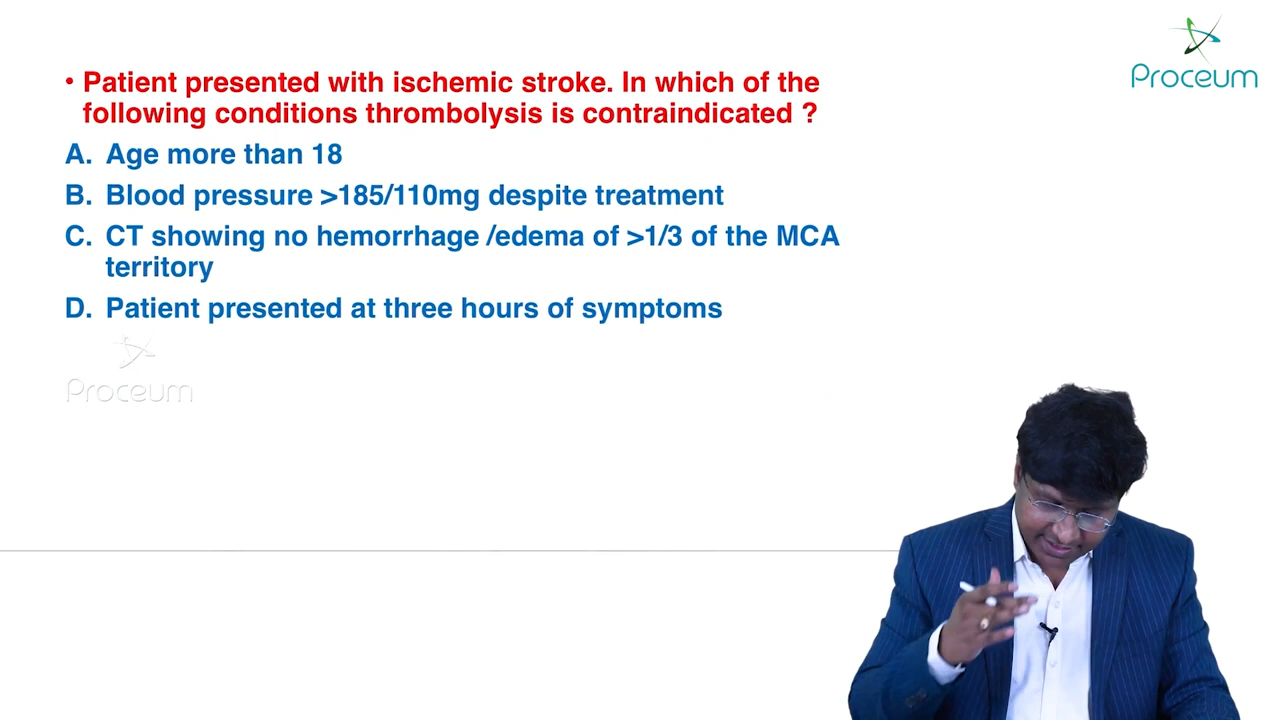 Proceum
• Patient presented with ischemic stroke. In which of the
following conditions thrombolysis is contraindicated ?
A. Age more than 18
B. Blood pressure >185/110mg despite treatment
C. CT showing no hemorrhage /edema of >1/3 of the MCA
territory
D. Patient presented at three hours of symptoms
Proceum